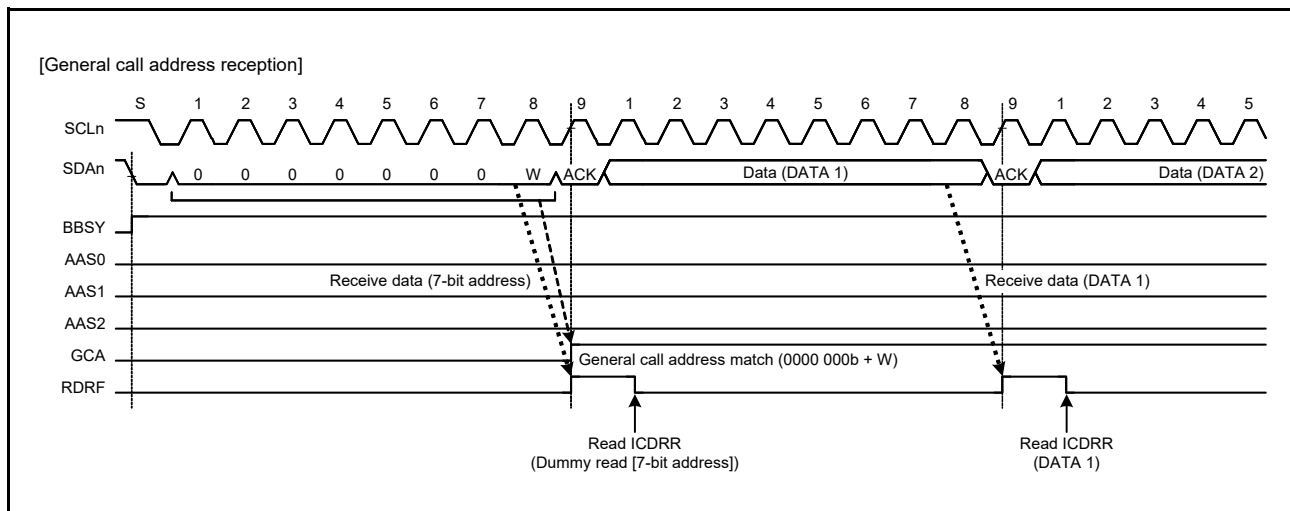 [General call address reception]
S 1 2 3 4 5 6 7 8 9 1 2 3 4 5 6 7 8 9 1 2 3 4 5
SCLn
SDAn 0 0 0 0 0 0 0 W ACK Data (DATA 1) ACK Data (DATA 2)
BBSY
AAS0
Receive data (7-bit address) Receive data (DATA 1)
AAS1
AAS2
GCA General call address match (0000 000b + W)
RDRF
Read ICDRR Read ICDRR
(Dummy read [7-bit address]) (DATA 1)